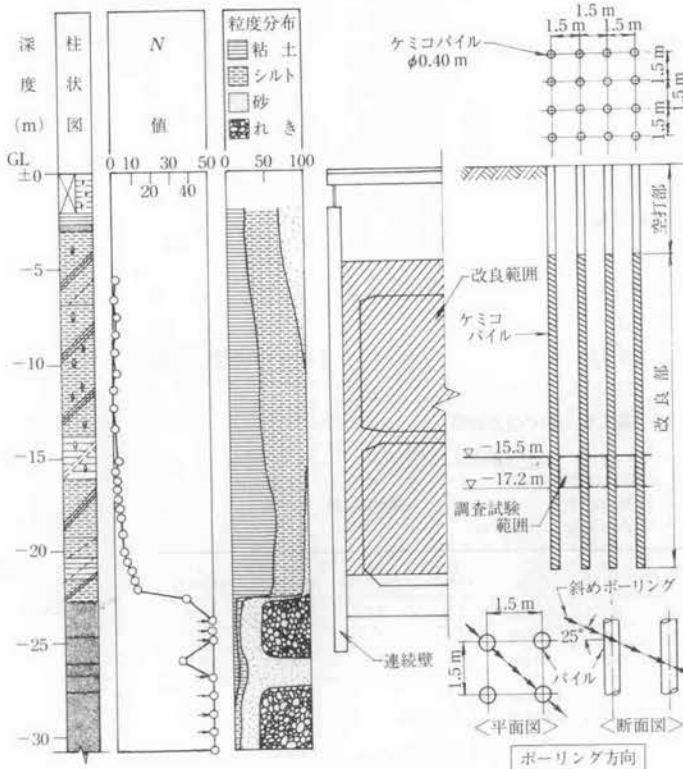 深度(m)
柱状図
N値
粒度分布
粘土
シルト
砂
れき
GL
0 10 30 50
20 40
0 50 100
±0
−5
−10
−15
−20
−25
−30
ケミコパイル
φ0.40 m
1.5 m
1.5 m 1.5 m
1.5 m
1.5 m
1.5 m
空打部
改良範囲
ケミコ
パイル
改良部
▽−15.5 m
▽−17.2 m
調査試験
範囲
連続壁
斜めボーリング
1.5 m
25°
1.5 m
パイル
<平面図>
<断面図>
ボーリング方向